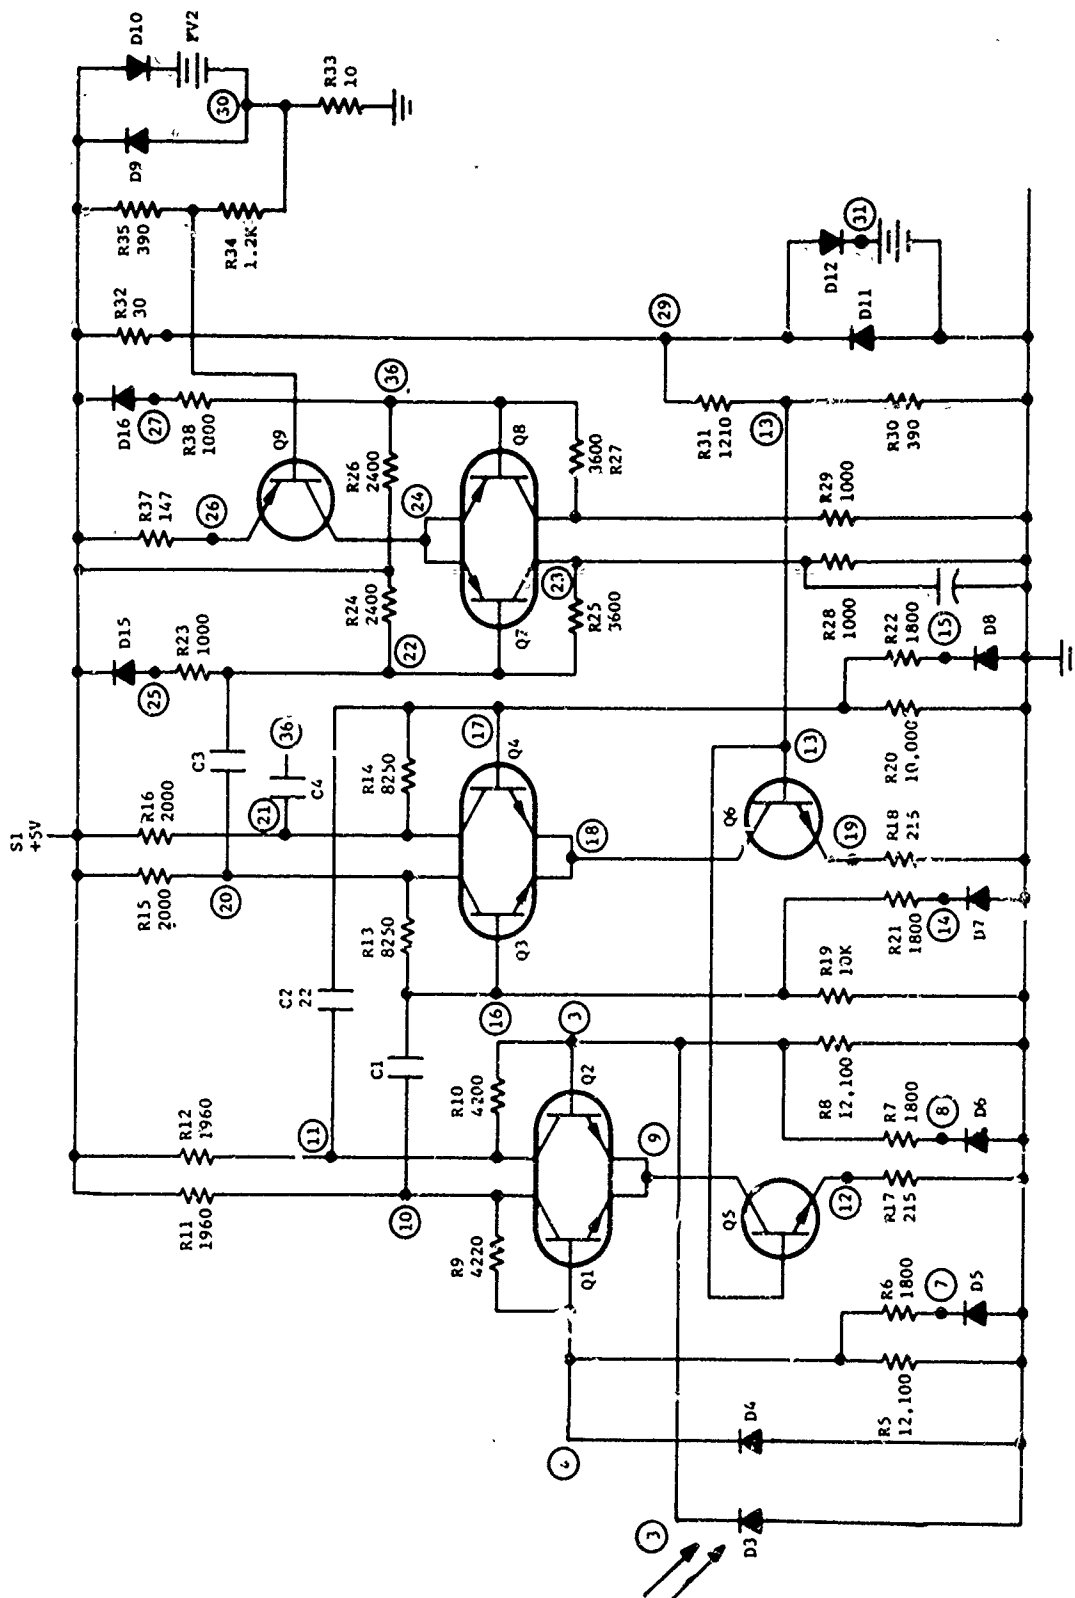 S1
+5V
R11
1960
R12
1960
R15
2000
R16
2000
D15
25
R23
1000
R37
147
26
D16
27
R38
1000
R32
30
R35
390
D9
D10
PV2
R34
1.2K
30
R33
10
20
C3
21
C4
36
Q9
C2
22
11
10
C1
R13
8250
R14
8250
R24
2400
R26
2400
36
22
24
R9
4220
R10
4200
16
17
Q3
Q4
Q7
Q8
4
Q1
Q2
3
18
23
R25
3600
3600
R27
3
9
29
D3
D4
Q5
Q6
13
R31
1210
13
12
19
R5
12,100
R6
1800
7
D5
R17
215
R7
1800
8
D6
R8
12,100
R19
10K
R21
1800
14
D7
R18
215
R20
10,000
R22
1800
15
D8
R28
1000
R29
1000
R30
390
D11
D12
31